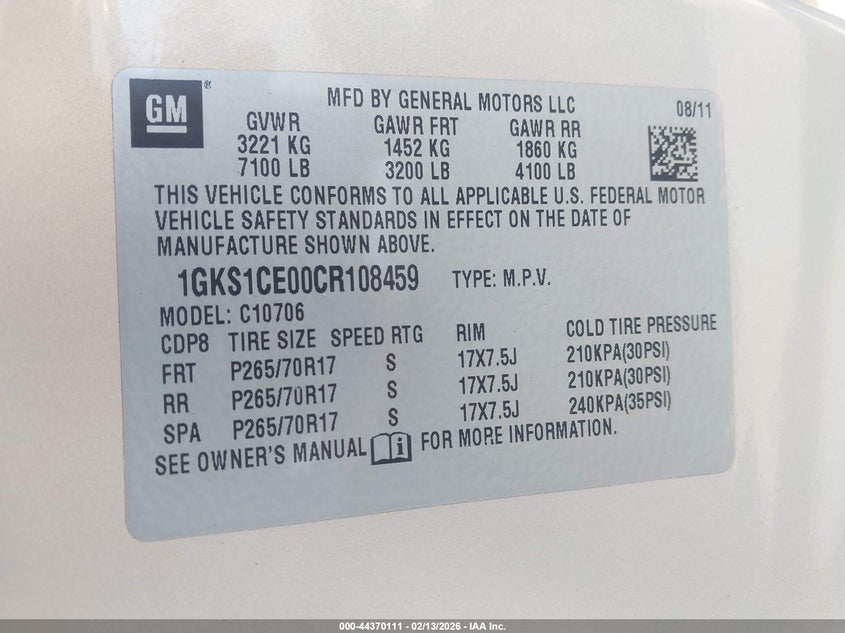 GM ®
MFD BY GENERAL MOTORS LLC 08/11
GVWR GAWR FRT GAWR RR
3221 KG 1452 KG 1860 KG
7100 LB 3200 LB 4100 LB
THIS VEHICLE CONFORMS TO ALL APPLICABLE U.S. FEDERAL MOTOR
VEHICLE SAFETY STANDARDS IN EFFECT ON THE DATE OF
MANUFACTURE SHOWN ABOVE.
1GKS1CE00CR108459 TYPE: M.P.V.
MODEL: C10706
CDP8 TIRE SIZE SPEED RTG RIM COLD TIRE PRESSURE
FRT P265/70R17 S 17X7.5J 210KPA(30PSI)
RR P265/70R17 S 17X7.5J 210KPA(30PSI)
SPA P265/70R17 S 17X7.5J 240KPA(35PSI)
SEE OWNER'S MANUAL i FOR MORE INFORMATION.
000-44370111 — 02/13/2026 — IAA Inc.